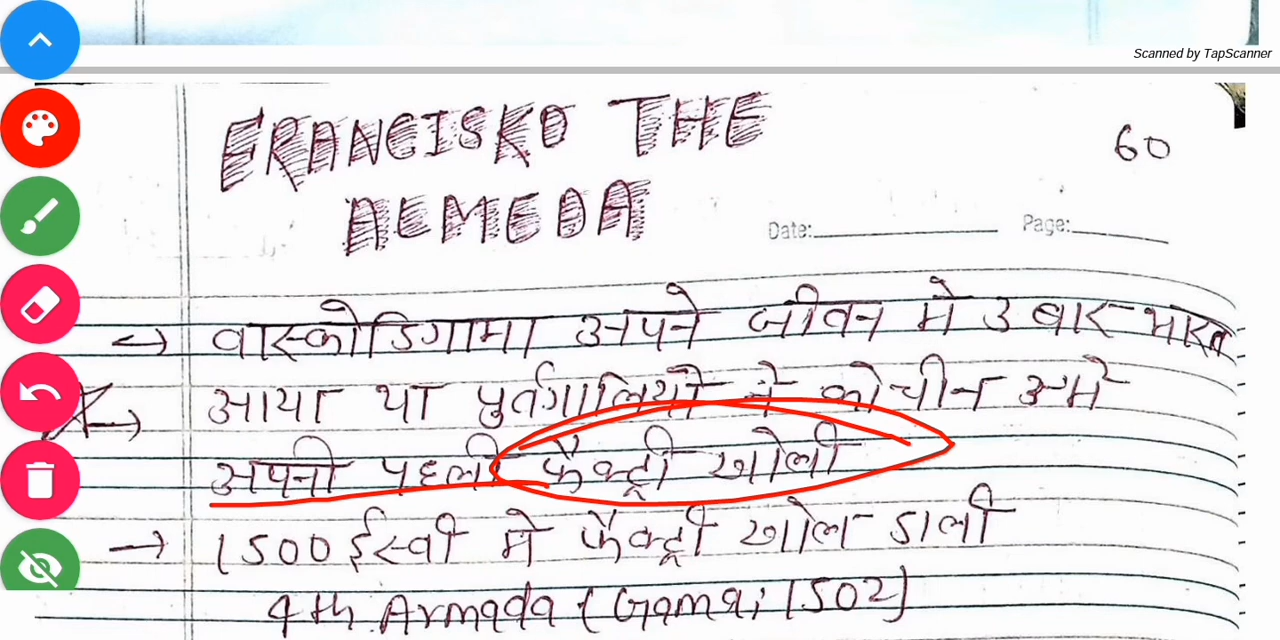 Scanned by TapScanner
FRANCISKO THE
ALMEDA
60
Date:
Page:
वास्कोडिगामा अपने जीवन मे 3 बार भारत
आया था पुर्तगालियो ने कोचीन मे
अपनी पहली फैक्ट्री खोली
1500 ईस्वी मे फैक्ट्री खोल डाली
4th Armada (Gama; 1502)